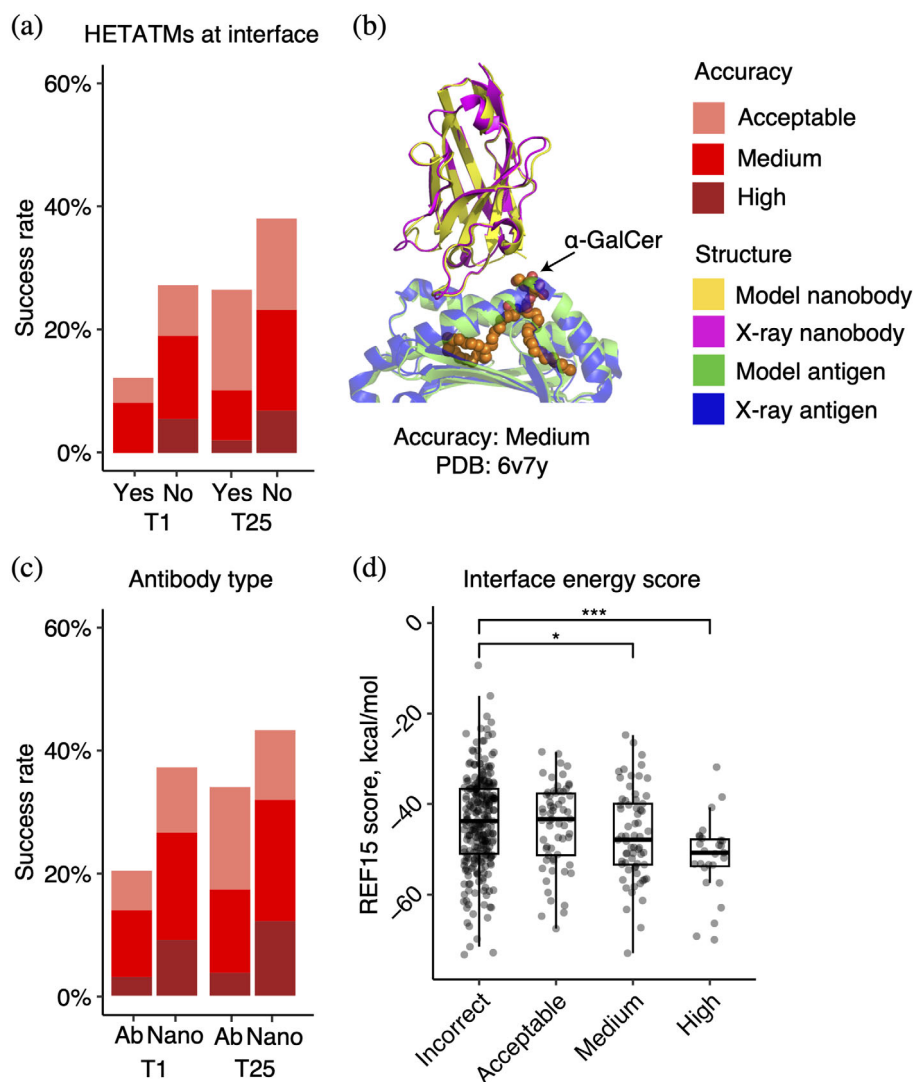 (a)
HETATMs at interface
60%
40%
20%
0%
Success rate
Yes No Yes No
T1 T25
(b)
α-GalCer
Accuracy: Medium
PDB: 6v7y
Accuracy
Acceptable
Medium
High
Structure
Model nanobody
X-ray nanobody
Model antigen
X-ray antigen
(c)
Antibody type
60%
40%
20%
0%
Success rate
Ab Nano Ab Nano
T1 T25
(d)
Interface energy score
***
*
0
-20
-40
-60
REF15 score, kcal/mol
Incorrect
Acceptable
Medium
High